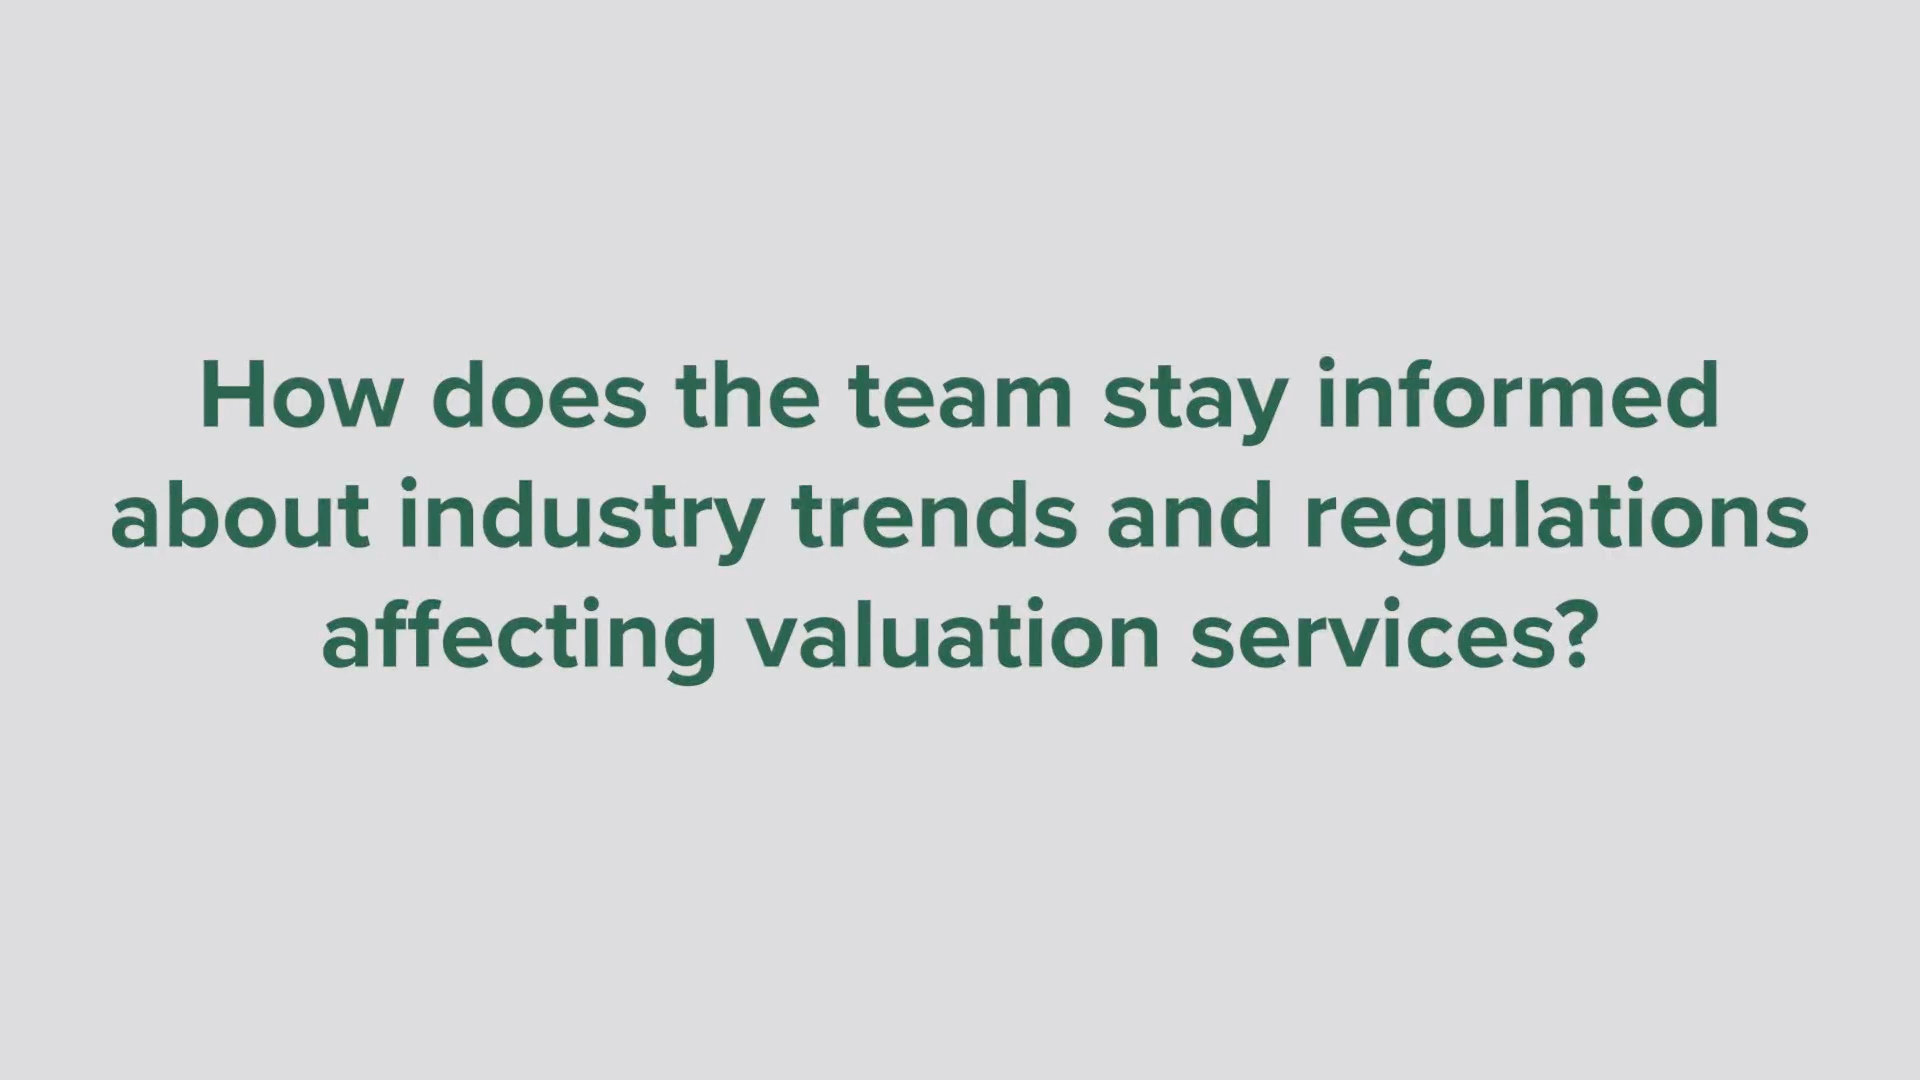 How does the team stay informed
about industry trends and regulations
affecting valuation services?